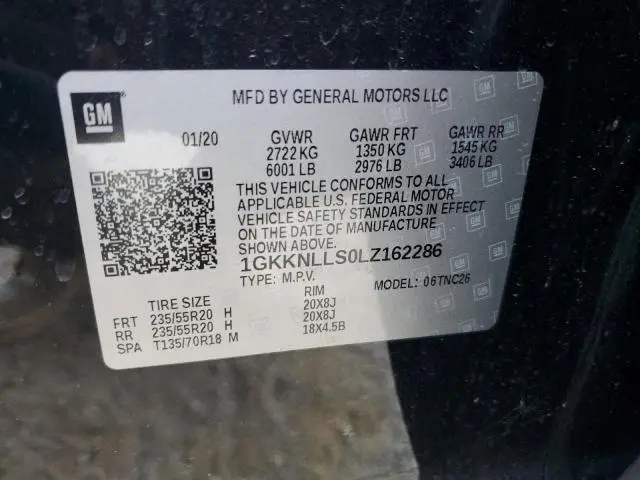 GM
MFD BY GENERAL MOTORS LLC
01/20 GVWR GAWR FRT GAWR RR
2722 KG 1350 KG 1545 KG
6001 LB 2976 LB 3406 LB
THIS VEHICLE CONFORMS TO ALL
APPLICABLE U.S. FEDERAL MOTOR
VEHICLE SAFETY STANDARDS IN EFFECT
ON THE DATE OF MANUFACTURE
SHOWN ABOVE.
1GKKNLLS0LZ162286
TYPE: M.P.V. MODEL: 06TNC26
TIRE SIZE RIM
FRT 235/55R20 H 20X8J
RR 235/55R20 H 20X8J
SPA T135/70R18 M 18X4.5B